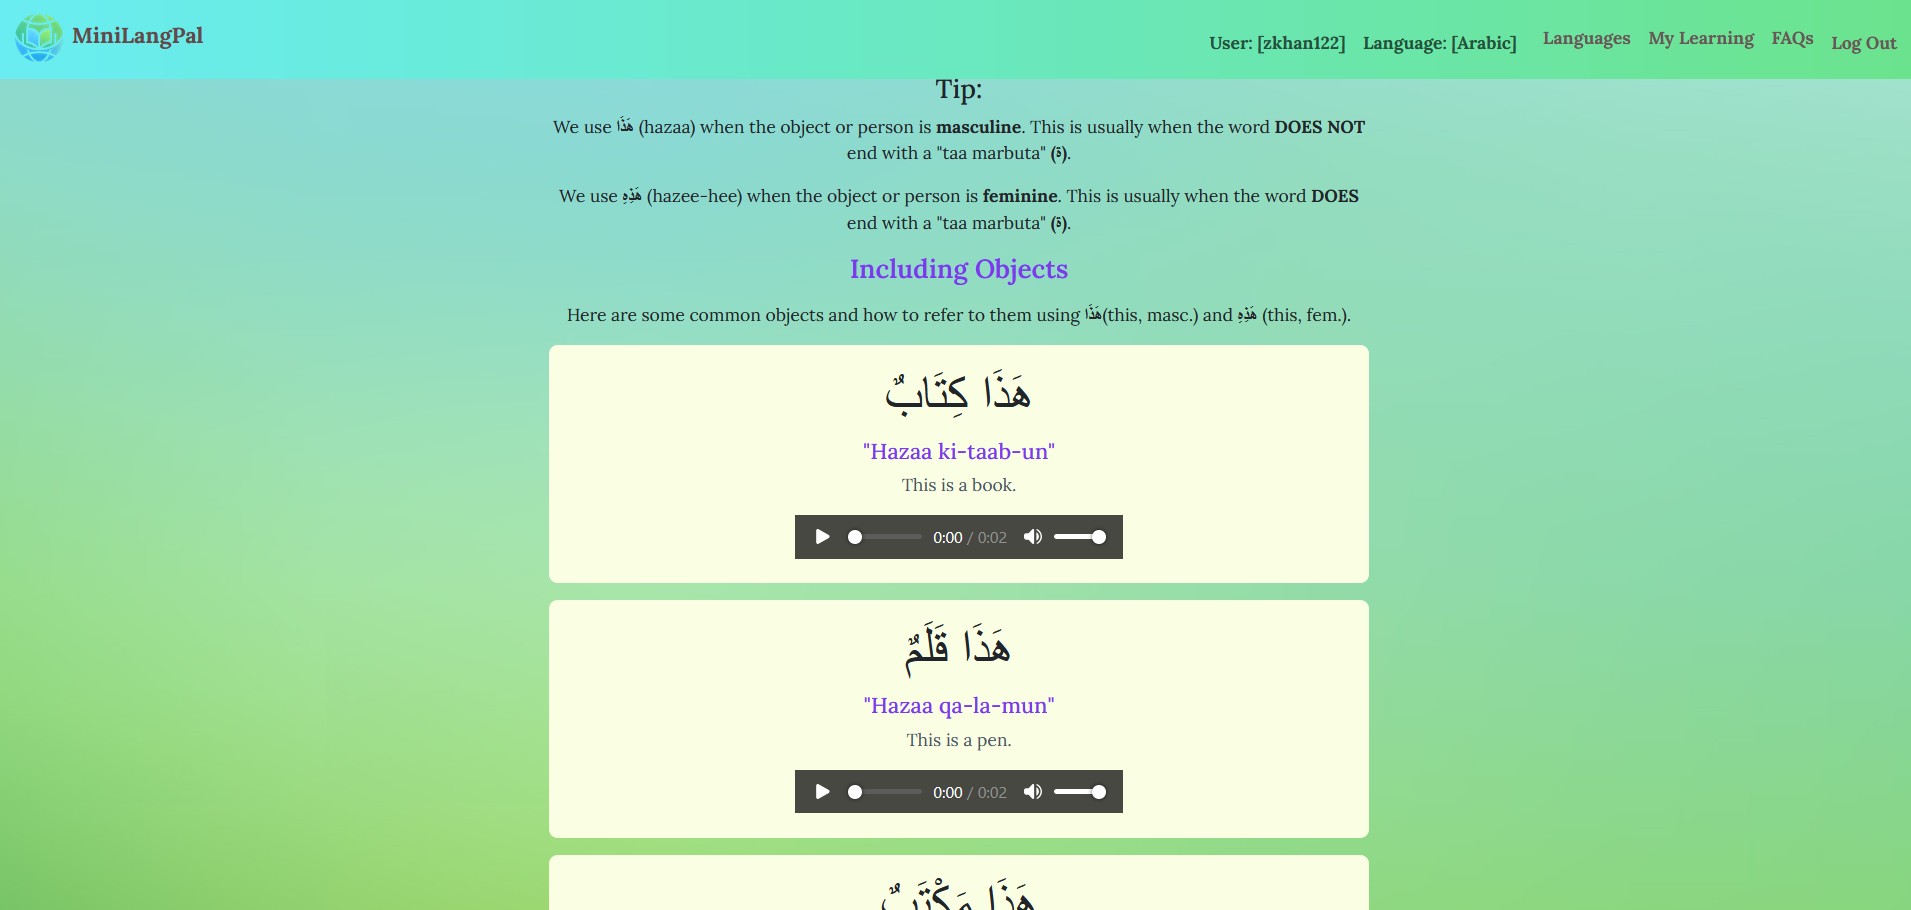 MiniLangPal
User: [zkhan122] Language: [Arabic] Languages My Learning FAQs Log Out
Tip:
We use هَذَا (hazaa) when the object or person is masculine. This is usually when the word DOES NOT
end with a "taa marbuta" (ة).
We use هَذِهِ (hazee-hee) when the object or person is feminine. This is usually when the word DOES
end with a "taa marbuta" (ة).
Including Objects
Here are some common objects and how to refer to them using هَذَا(this, masc.) and هَذِهِ (this, fem.).
هَذَا كِتَابٌ
"Hazaa ki-taab-un"
This is a book.
0:00 / 0:02
هَذَا قَلَمٌ
"Hazaa qa-la-mun"
This is a pen.
0:00 / 0:02
هَذَا مَكْتَبٌ